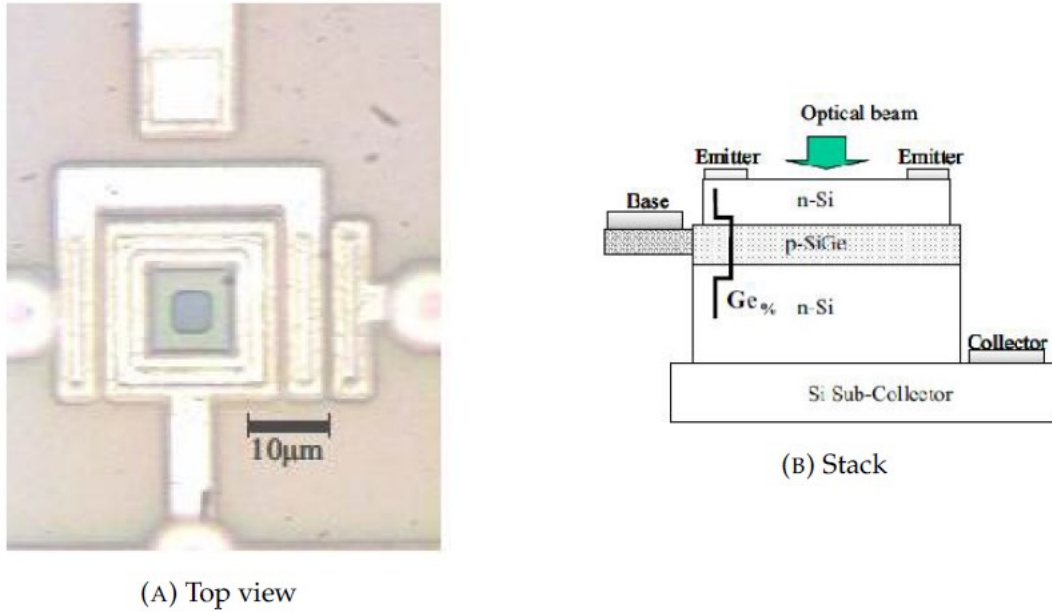 10μm
(A) Top view
Optical beam
Emitter
Emitter
n-Si
Base
p-SiGe
Ge%
n-Si
Collector
Si Sub-Collector
(B) Stack